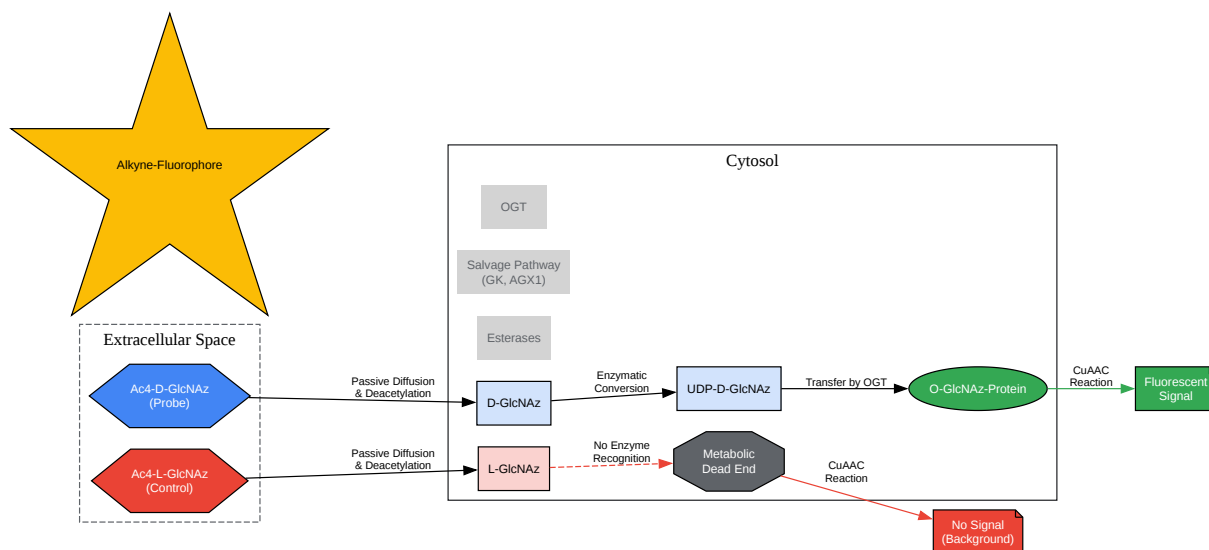 Alkyne-Fluorophore
Extracellular Space
Ac4-D-GlcNAz
(Probe)
Ac4-L-GlcNAz
(Control)
Passive Diffusion
& Deacetylation
Passive Diffusion
& Deacetylation
Cytosol
OGT
Salvage Pathway
(GK, AGX1)
Esterases
D-GlcNAz
Enzymatic
Conversion
UDP-D-GlcNAz
Transfer by OGT
O-GlcNAz-Protein
CuAAC
Reaction
Fluorescent
Signal
L-GlcNAz
No Enzyme
Recognition
Metabolic
Dead End
CuAAC
Reaction
No Signal
(Background)